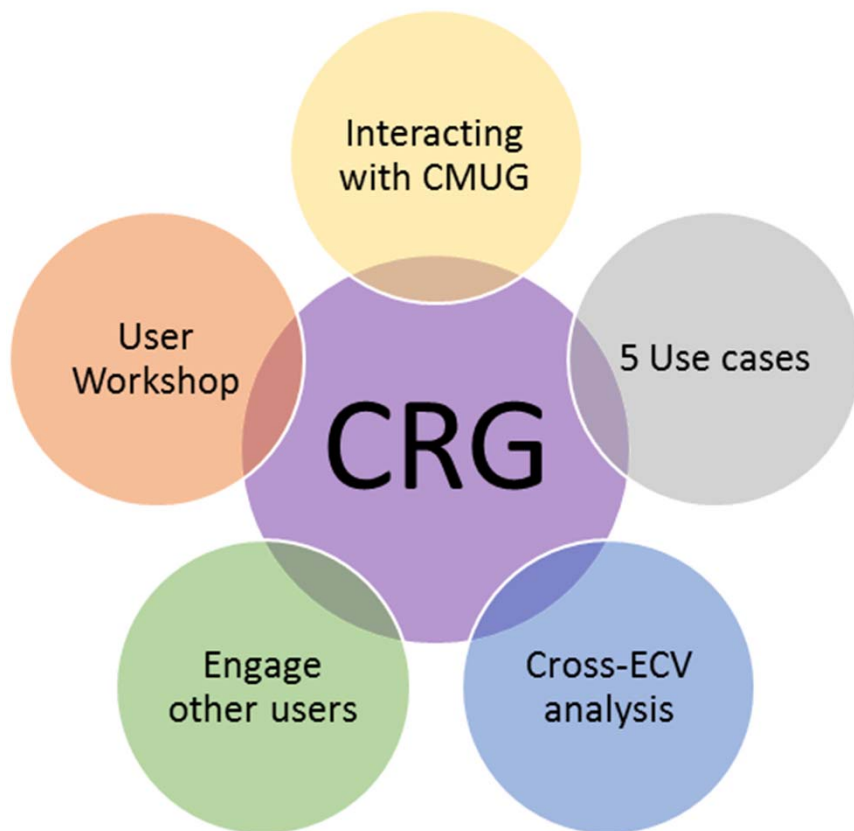 Interacting
with CMUG
User
Workshop
5 Use cases
CRG
Engage
other users
Cross-ECV
analysis